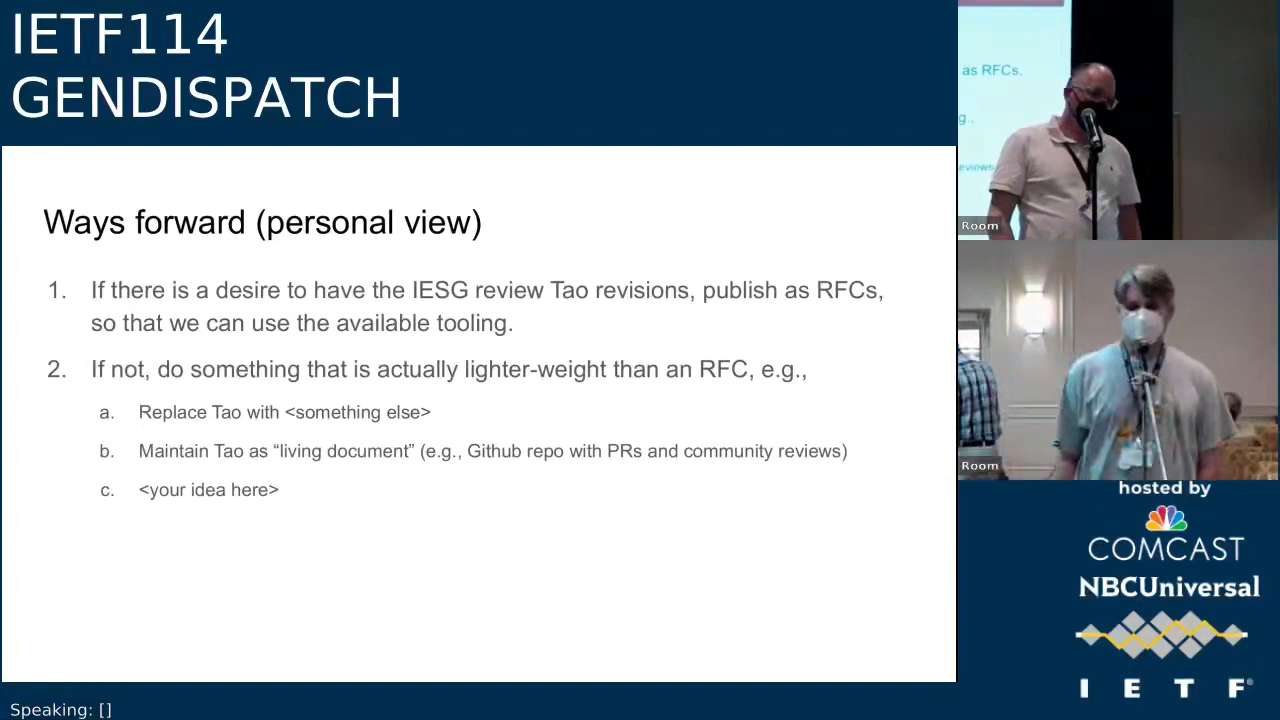 IETF114
GENDISPATCH
Ways forward (personal view)
1. If there is a desire to have the IESG review Tao revisions, publish as RFCs,
so that we can use the available tooling.
2. If not, do something that is actually lighter-weight than an RFC, e.g.,
a. Replace Tao with <something else>
b. Maintain Tao as “living document” (e.g., Github repo with PRs and community reviews)
c. <your idea here>
as RFCs,
g.,
eviews
Room
Room
hosted by
COMCAST
NBCUniversal
I E T F®
Speaking: []